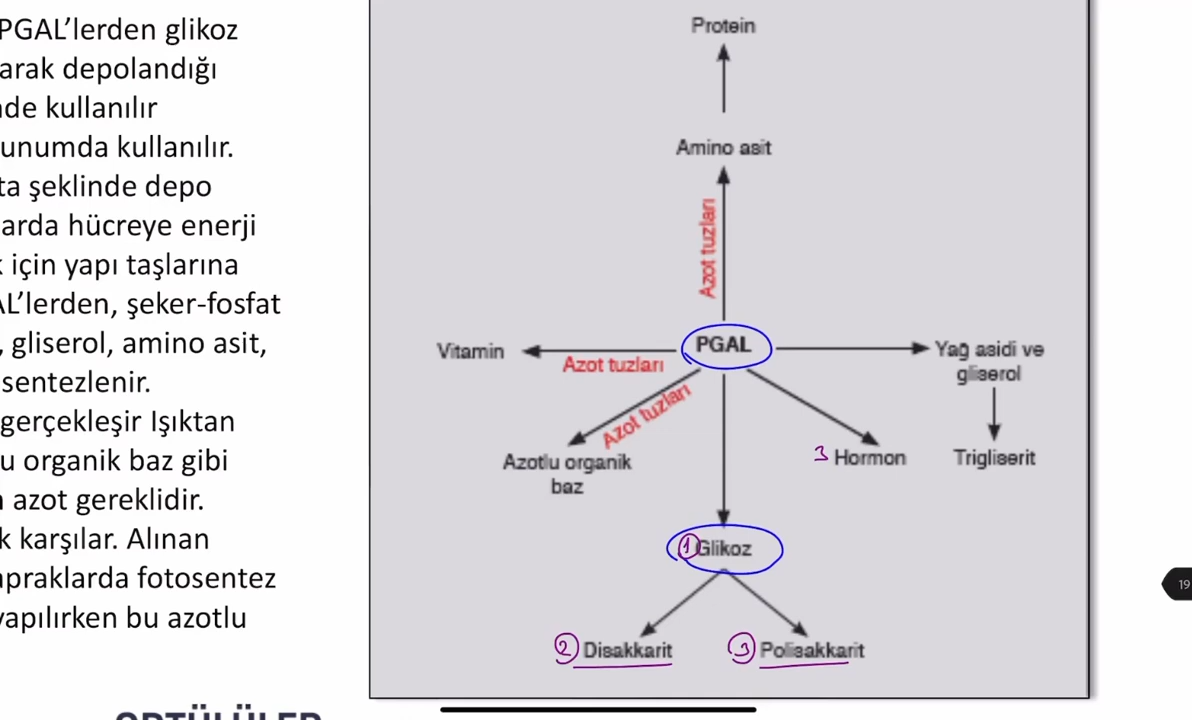 PGAL'lerden glikoz
arak depolandığı
de kullanılır
unumda kullanılır.
ta şeklinde depo
arda hücreye enerji
için yapı taşlarına
L'lerden, şeker-fosfat
, gliserol, amino asit,
sentezlenir.
gerçekleşir Işıktan
u organik baz gibi
azot gereklidir.
k karşılar. Alınan
apraklarda fotosentez
yapılırken bu azotlu
Protein
Amino asit
Azot tuzları
PGAL
Vitamin
Azot tuzları
Yağ asidi ve
gliserol
Azot tuzları
Azotlu organik
baz
3 Hormon
Trigliserit
1 Glikoz
2 Disakkarit
3 Polisakkarit
19